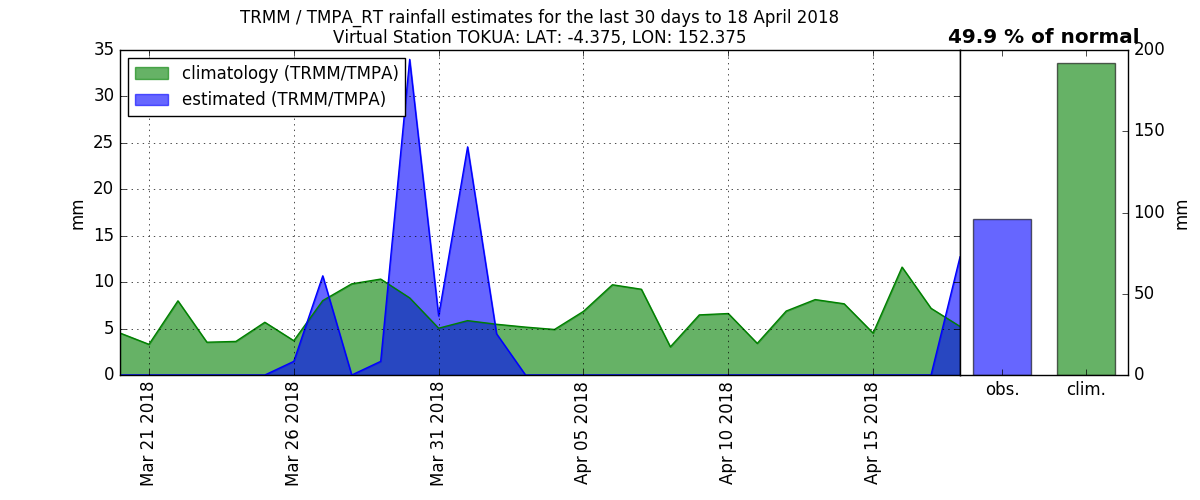 TRMM / TMPA_RT rainfall estimates for the last 30 days to 18 April 2018
Virtual Station TOKUA: LAT: -4.375, LON: 152.375
49.9 % of normal
climatology (TRMM/TMPA)
estimated (TRMM/TMPA)
35
30
25
20
15
10
5
0
mm
Mar 21 2018
Mar 26 2018
Mar 31 2018
Apr 05 2018
Apr 10 2018
Apr 15 2018
obs.
clim.
200
150
100
50
0
mm